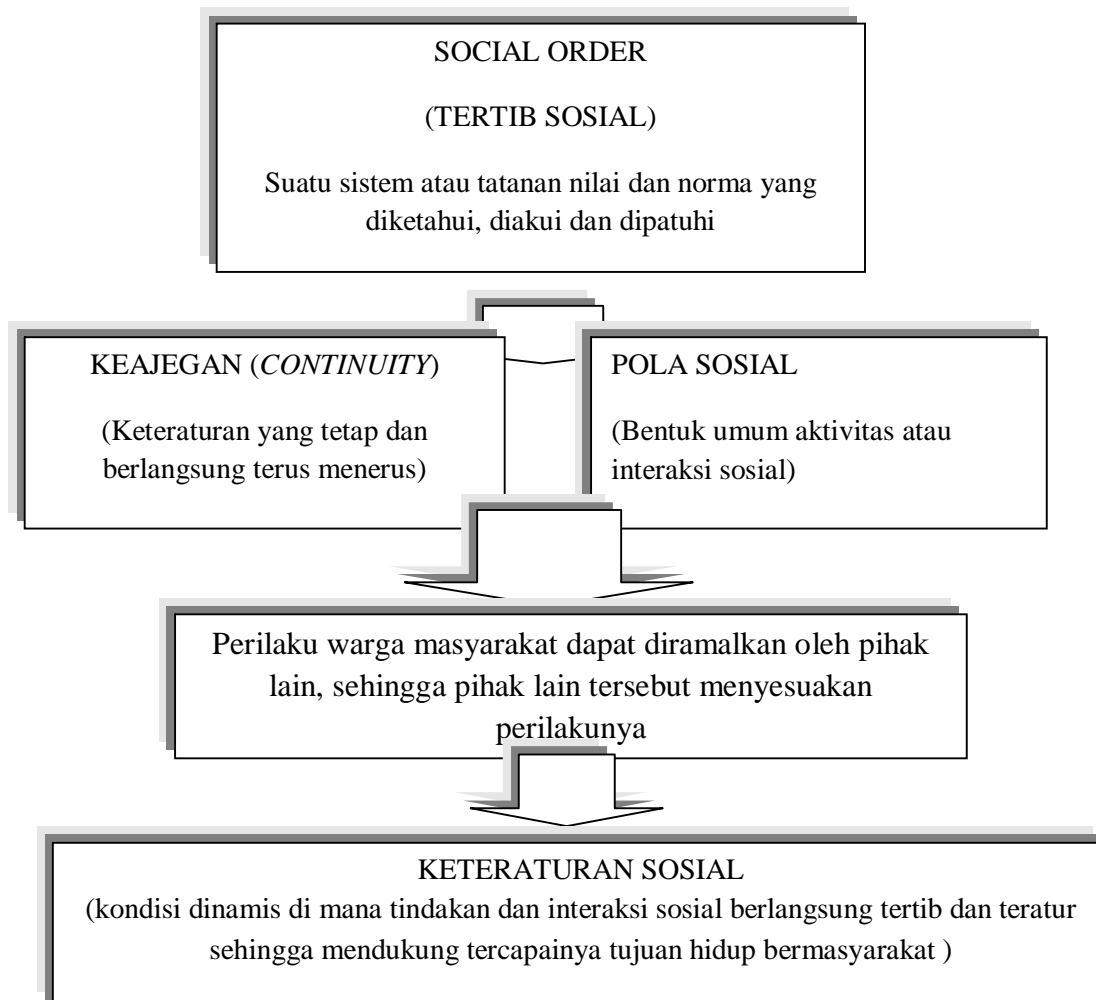 SOCIAL ORDER
(TERTIB SOSIAL)
Suatu sistem atau tatanan nilai dan norma yang
diketahui, diakui dan dipatuhi
KEAJEGAN (CONTINUITY)
(Keteraturan yang tetap dan
berlangsung terus menerus)
POLA SOSIAL
(Bentuk umum aktivitas atau
interaksi sosial)
Perilaku warga masyarakat dapat diramalkan oleh pihak
lain, sehingga pihak lain tersebut menyesuakan
perilakunya
KETERATURAN SOSIAL
(kondisi dinamis di mana tindakan dan interaksi sosial berlangsung tertib dan teratur
sehingga mendukung tercapainya tujuan hidup bermasyarakat )